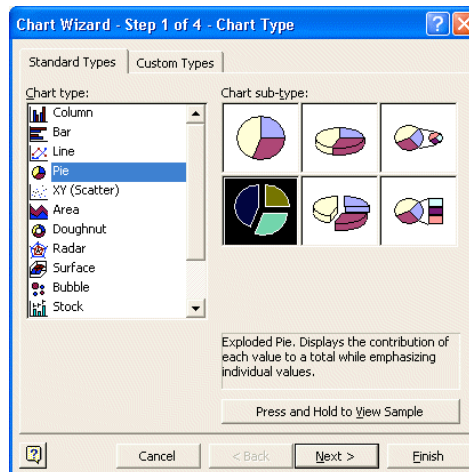 Chart Wizard - Step 1 of 4 - Chart Type
Standard Types
Custom Types
Chart type:
Chart sub-type:
Column
Bar
Line
Pie
XY (Scatter)
Area
Doughnut
Radar
Surface
Bubble
Stock
Exploded Pie. Displays the contribution of
each value to a total while emphasizing
individual values.
Press and Hold to View Sample
Cancel
< Back
Next >
Finish